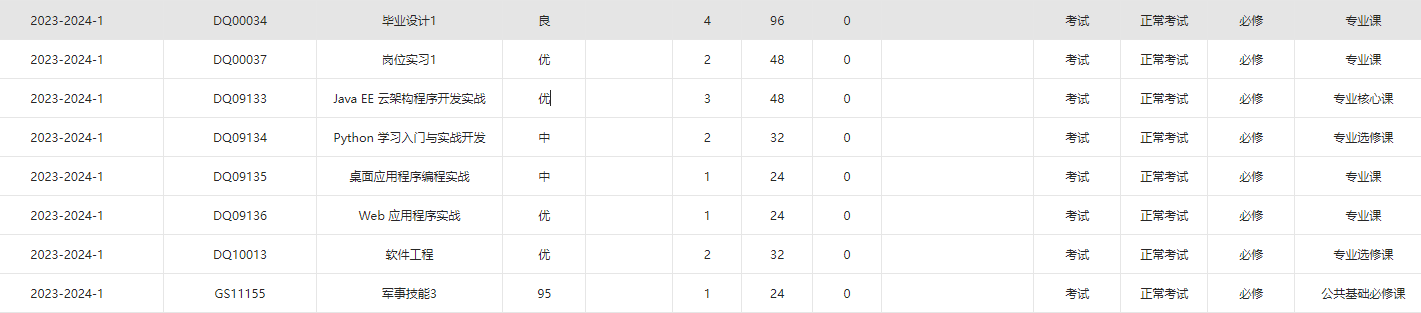 2023-2024-1 DQ00034 毕业设计1 良 4 96 0 考试 正常考试 必修 专业课
2023-2024-1 DQ00037 岗位实习1 优 2 48 0 考试 正常考试 必修 专业课
2023-2024-1 DQ09133 Java EE 云架构程序开发实战 优 3 48 0 考试 正常考试 必修 专业核心课
2023-2024-1 DQ09134 Python 学习入门与实战开发 中 2 32 0 考试 正常考试 必修 专业选修课
2023-2024-1 DQ09135 桌面应用程序编程实战 中 1 24 0 考试 正常考试 必修 专业课
2023-2024-1 DQ09136 Web 应用程序实战 优 1 24 0 考试 正常考试 必修 专业课
2023-2024-1 DQ10013 软件工程 优 2 32 0 考试 正常考试 必修 专业选修课
2023-2024-1 GS11155 军事技能3 95 1 24 0 考试 正常考试 必修 公共基础必修课